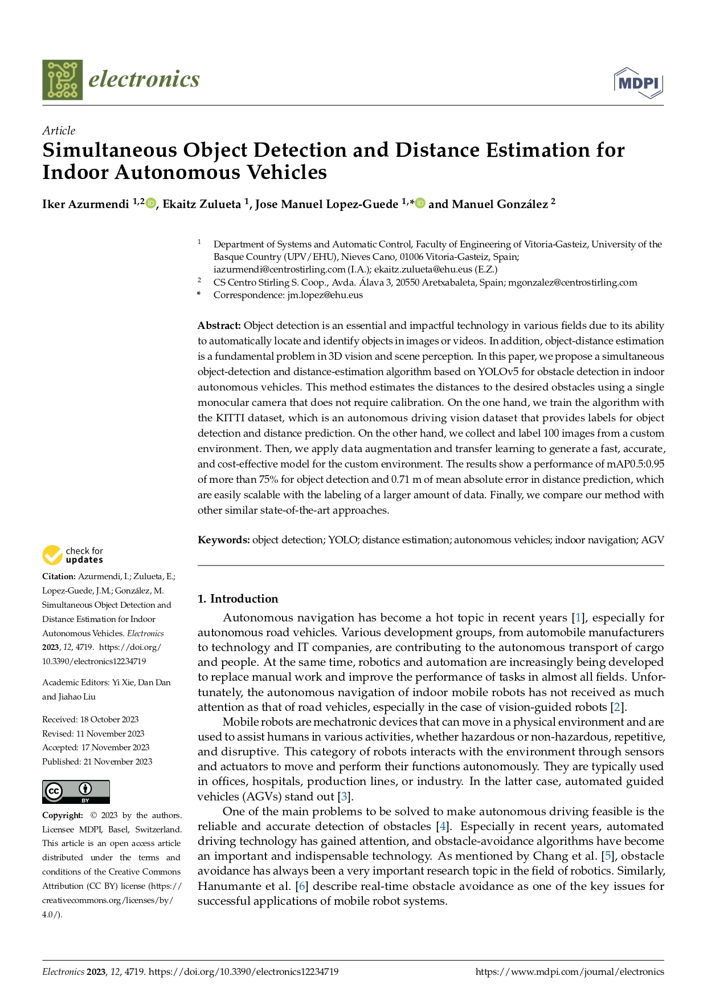 electronics
MDPI
Article
Simultaneous Object Detection and Distance Estimation for
Indoor Autonomous Vehicles
Iker Azurmendi 1,2 iD, Ekaitz Zulueta 1, Jose Manuel Lopez-Guede 1,* iD and Manuel González 2
1 Department of Systems and Automatic Control, Faculty of Engineering of Vitoria-Gasteiz, University of the
Basque Country (UPV/EHU), Nieves Cano, 01006 Vitoria-Gasteiz, Spain;
iazurmendi@centrostirling.com (I.A.); ekaitz.zulueta@ehu.eus (E.Z.)
2 CS Centro Stirling S. Coop., Avda. Álava 3, 20550 Aretxabaleta, Spain; mgonzalez@centrostirling.com
* Correspondence: jm.lopez@ehu.eus
Abstract: Object detection is an essential and impactful technology in various fields due to its ability
to automatically locate and identify objects in images or videos. In addition, object-distance estimation
is a fundamental problem in 3D vision and scene perception. In this paper, we propose a simultaneous
object-detection and distance-estimation algorithm based on YOLOv5 for obstacle detection in indoor
autonomous vehicles. This method estimates the distances to the desired obstacles using a single
monocular camera that does not require calibration. On the one hand, we train the algorithm with
the KITTI dataset, which is an autonomous driving vision dataset that provides labels for object
detection and distance prediction. On the other hand, we collect and label 100 images from a custom
environment. Then, we apply data augmentation and transfer learning to generate a fast, accurate,
and cost-effective model for the custom environment. The results show a performance of mAP0.5:0.95
of more than 75% for object detection and 0.71 m of mean absolute error in distance prediction, which
are easily scalable with the labeling of a larger amount of data. Finally, we compare our method with
other similar state-of-the-art approaches.
Keywords: object detection; YOLO; distance estimation; autonomous vehicles; indoor navigation; AGV
check for
updates
Citation: Azurmendi, I.; Zulueta, E.;
Lopez-Guede, J.M.; González, M.
Simultaneous Object Detection and
Distance Estimation for Indoor
Autonomous Vehicles. Electronics
2023, 12, 4719. https://doi.org/
10.3390/electronics12234719
Academic Editors: Yi Xie, Dan Dan
and Jiahao Liu
Received: 18 October 2023
Revised: 11 November 2023
Accepted: 17 November 2023
Published: 21 November 2023
cc BY
Copyright: © 2023 by the authors.
Licensee MDPI, Basel, Switzerland.
This article is an open access article
distributed under the terms and
conditions of the Creative Commons
Attribution (CC BY) license (https://
creativecommons.org/licenses/by/
4.0/).
1. Introduction
Autonomous navigation has become a hot topic in recent years [1], especially for
autonomous road vehicles. Various development groups, from automobile manufacturers
to technology and IT companies, are contributing to the autonomous transport of cargo
and people. At the same time, robotics and automation are increasingly being developed
to replace manual work and improve the performance of tasks in almost all fields. Unfor-
tunately, the autonomous navigation of indoor mobile robots has not received as much
attention as that of road vehicles, especially in the case of vision-guided robots [2].
Mobile robots are mechatronic devices that can move in a physical environment and are
used to assist humans in various activities, whether hazardous or non-hazardous, repetitive,
and disruptive. This category of robots interacts with the environment through sensors
and actuators to move and perform their functions autonomously. They are typically used
in offices, hospitals, production lines, or industry. In the latter case, automated guided
vehicles (AGVs) stand out [3].
One of the main problems to be solved to make autonomous driving feasible is the
reliable and accurate detection of obstacles [4]. Especially in recent years, automated
driving technology has gained attention, and obstacle-avoidance algorithms have become
an important and indispensable technology. As mentioned by Chang et al. [5], obstacle
avoidance has always been a very important research topic in the field of robotics. Similarly,
Hanumante et al. [6] describe real-time obstacle avoidance as one of the key issues for
successful applications of mobile robot systems.
Electronics 2023, 12, 4719. https://doi.org/10.3390/electronics12234719
https://www.mdpi.com/journal/electronics